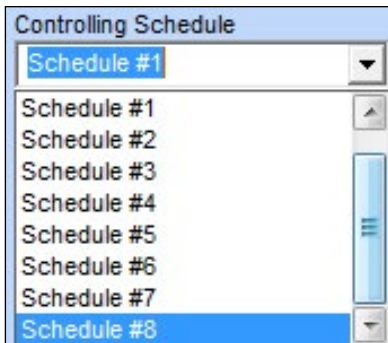 Controlling Schedule
Schedule #1
Schedule #1
Schedule #2
Schedule #3
Schedule #4
Schedule #5
Schedule #6
Schedule #7
Schedule #8